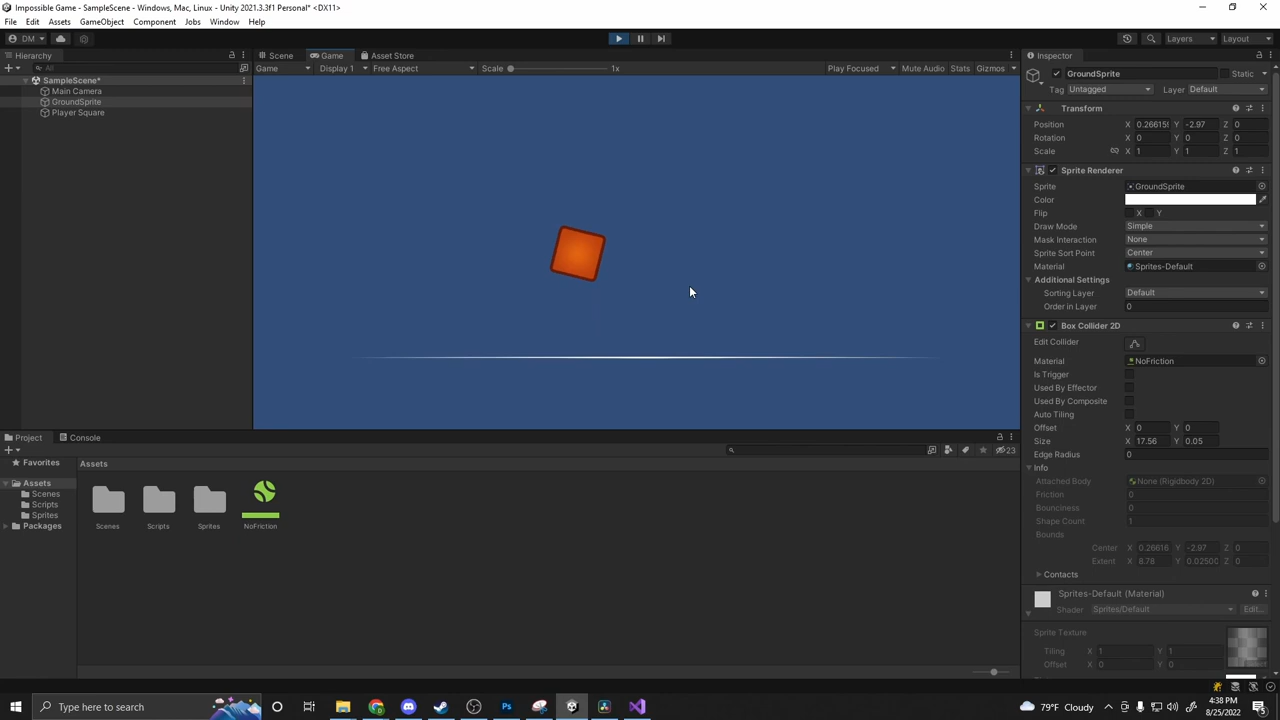 Impossible Game - SampleScene - Windows, Mac, Linux - Unity 2021.3.3f1 Personal* <DX11>
File Edit Assets GameObject Component Jobs Window Help
DM Layers Layout
Hierarchy Scene Game Asset Store Inspector
All Game Display 1 Free Aspect Scale 1x Play Focused Mute Audio Stats Gizmos
SampleScene*
Main Camera
GroundSprite
Player Square
GroundSprite Static
Tag Untagged Layer Default
Transform
Position X 0.266159 Y -2.97 Z 0
Rotation X 0 Y 0 Z 0
Scale X 1 Y 1 Z 1
Sprite Renderer
Sprite GroundSprite
Color
Flip X Y
Draw Mode Simple
Mask Interaction None
Sprite Sort Point Center
Material Sprites-Default
Additional Settings
Sorting Layer Default
Order in Layer 0
Box Collider 2D
Edit Collider
Material NoFriction
Is Trigger
Used By Effector
Used By Composite
Auto Tiling
Offset X 0 Y 0
Size X 17.56 Y 0.05
Edge Radius 0
Info
Attached Body None (Rigidbody 2D)
Friction 0
Bounciness 0
Shape Count 1
Bounds
Center X 0.26616 Y -2.97 Z 0
Extent X 8.78 Y 0.02500 Z 0
Contacts
Sprites-Default (Material)
Shader Sprites/Default Edit...
Sprite Texture
Tiling X 1 Y 1
Offset X 0 Y 0
Project Console
23
Favorites
Assets
Scenes
Scripts
Sprites
Packages
Assets
Scenes Scripts Sprites NoFriction
Type here to search
Ps
79°F Cloudy
4:38 PM
8/25/2022